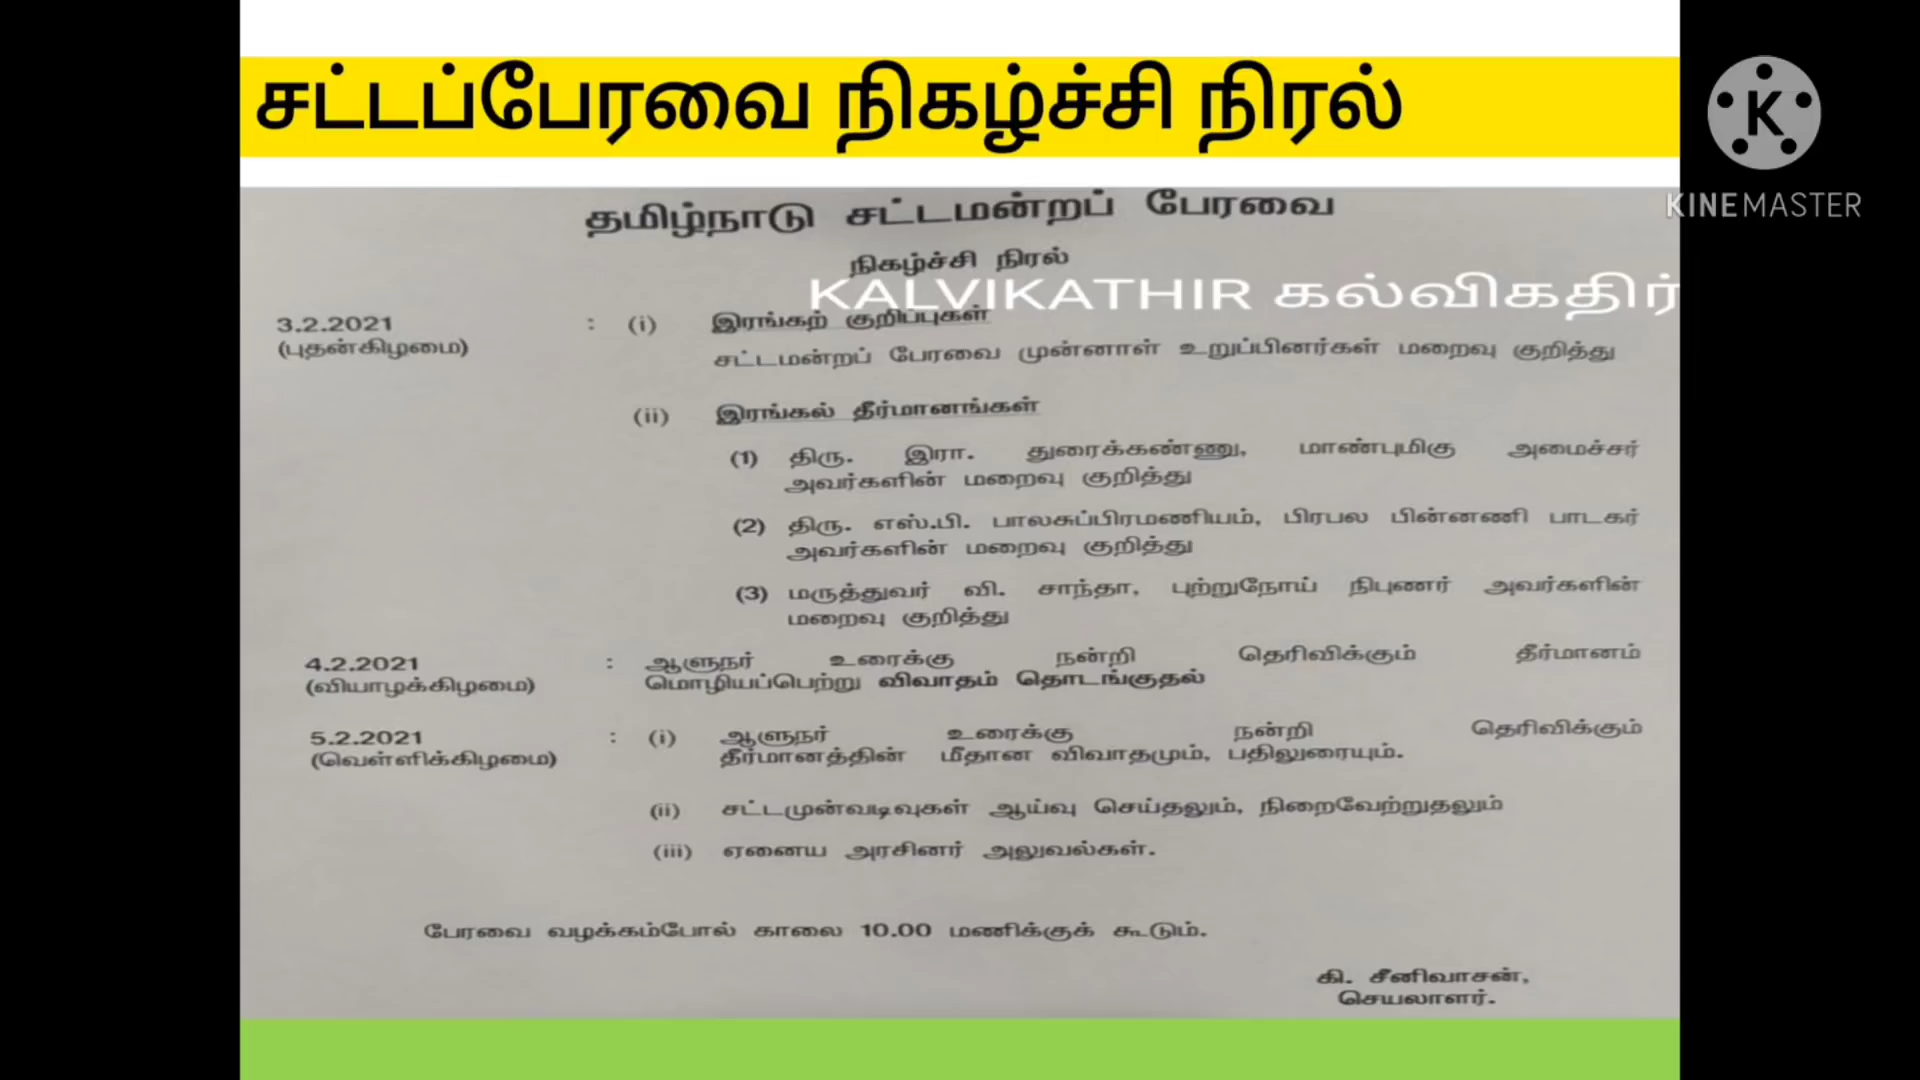 சட்டப்பேரவை நிகழ்ச்சி நிரல்
K
KINEMASTER
தமிழ்நாடு சட்டமன்றப் பேரவை
நிகழ்ச்சி நிரல்
KALVIKATHIR கல்விகதிர்
3.2.2021 : (i) இரங்கற் குறிப்புகள்
(புதன்கிழமை)
சட்டமன்றப் பேரவை முன்னாள் உறுப்பினர்கள் மறைவு குறித்து
(ii) இரங்கல் தீர்மானங்கள்
(1) திரு. இரா. துரைக்கண்ணு, மாண்புமிகு அமைச்சர்
அவர்களின் மறைவு குறித்து
(2) திரு. எஸ்.பி. பாலசுப்பிரமணியம், பிரபல பின்னணி பாடகர்
அவர்களின் மறைவு குறித்து
(3) மருத்துவர் வி. சாந்தா, புற்றுநோய் நிபுணர் அவர்களின்
மறைவு குறித்து
4.2.2021 : ஆளுநர் உரைக்கு நன்றி தெரிவிக்கும் தீர்மானம்
(வியாழக்கிழமை) மொழியப்பெற்று விவாதம் தொடங்குதல்
5.2.2021 : (i) ஆளுநர் உரைக்கு நன்றி தெரிவிக்கும்
(வெள்ளிக்கிழமை) தீர்மானத்தின் மீதான விவாதமும், பதிலுரையும்.
(ii) சட்டமுன்வடிவுகள் ஆய்வு செய்தலும், நிறைவேற்றுதலும்
(iii) ஏனைய அரசினர் அலுவல்கள்.
பேரவை வழக்கம்போல் காலை 10.00 மணிக்குக் கூடும்.
கி. சீனிவாசன்,
செயலாளர்.